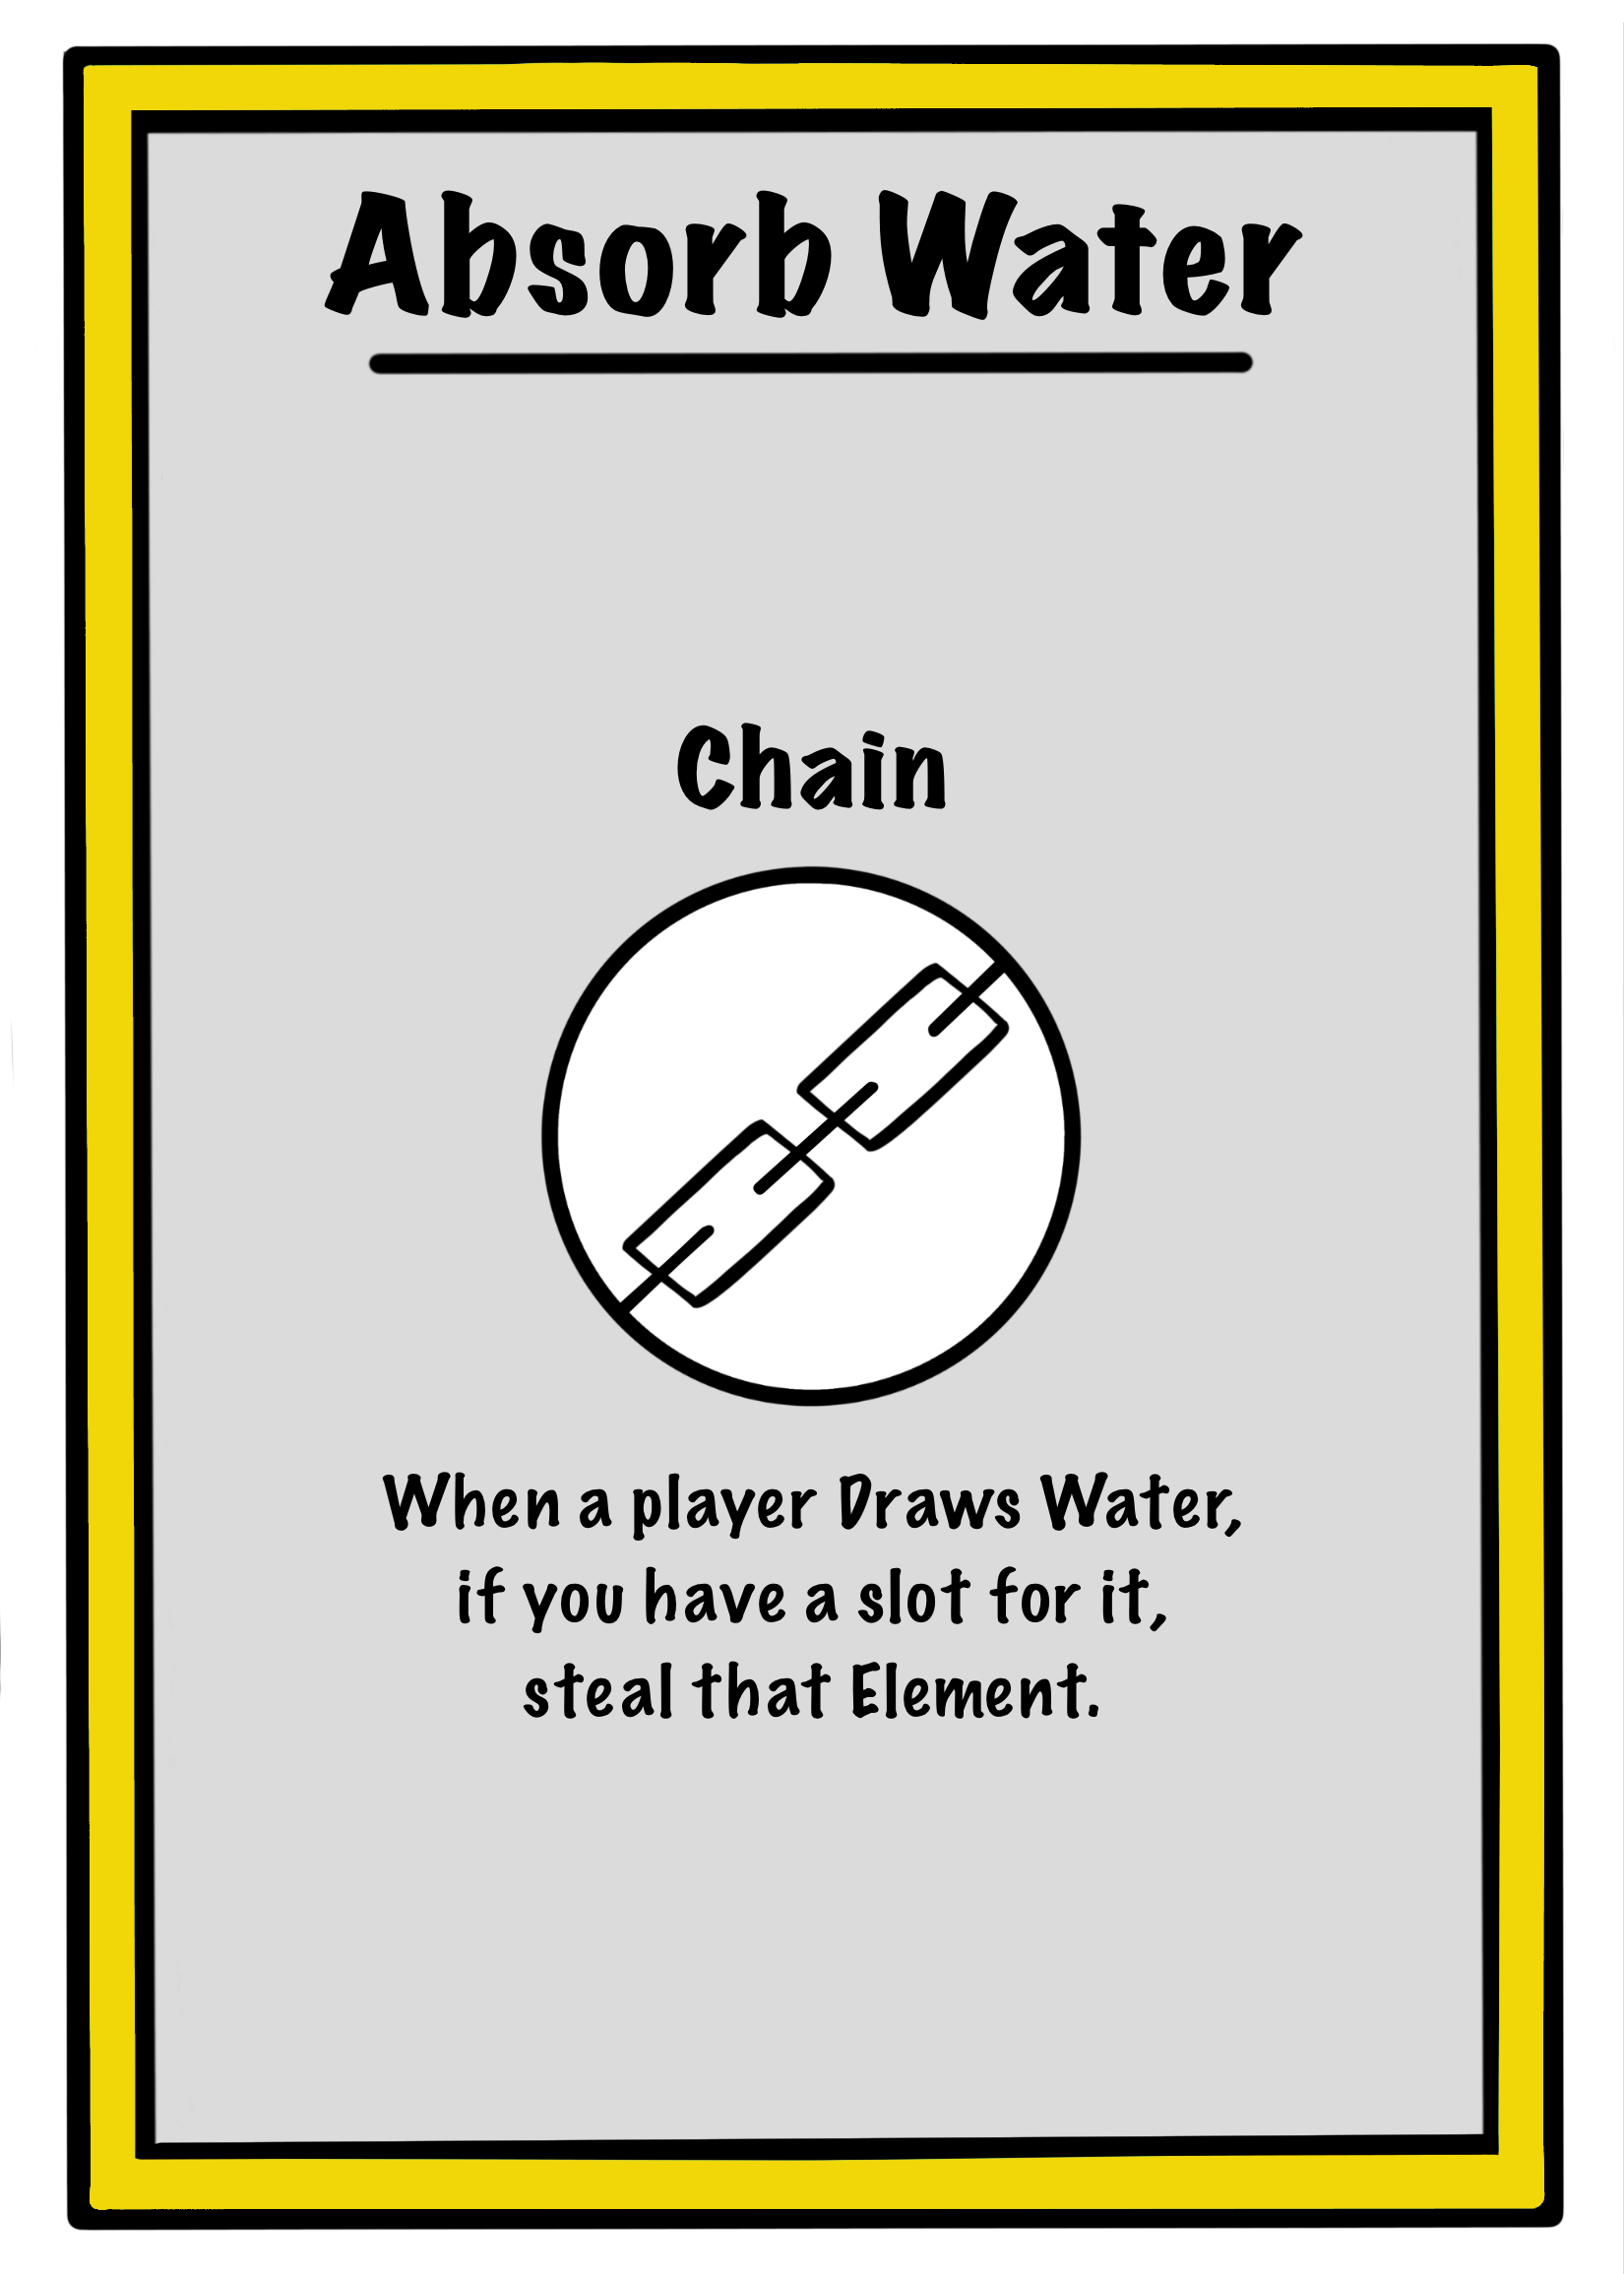 Absorb Water
Chain
When a player Draws Water,
if you have a slot for it,
steal that Element.